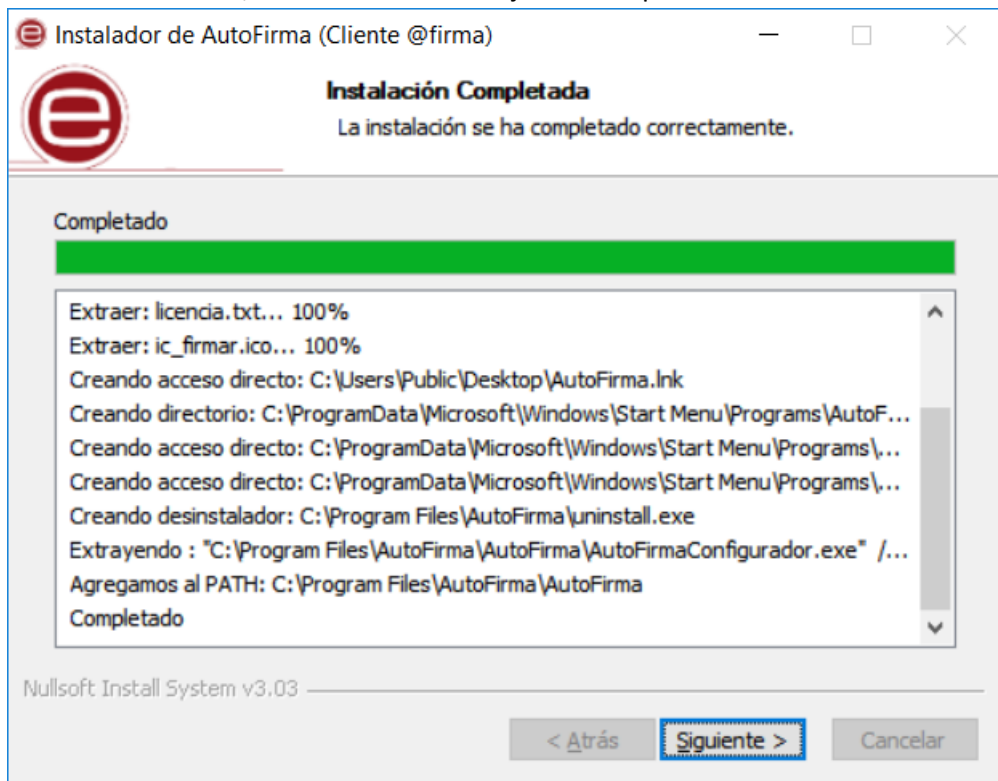 Instalador de AutoFirma (Cliente @firma)
Instalación Completada
La instalación se ha completado correctamente.
Completado
Extraer: licencia.txt... 100%
Extraer: ic_firmar.ico... 100%
Creando acceso directo: C:\Users\Public\Desktop\AutoFirma.lnk
Creando directorio: C:\ProgramData\Microsoft\Windows\Start Menu\Programs\AutoF...
Creando acceso directo: C:\ProgramData\Microsoft\Windows\Start Menu\Programs\...
Creando acceso directo: C:\ProgramData\Microsoft\Windows\Start Menu\Programs\...
Creando desinstalador: C:\Program Files\AutoFirma\uninstall.exe
Extrayendo : "C:\Program Files\AutoFirma\AutoFirma\AutoFirmaConfigurador.exe" /...
Agregamos al PATH: C:\Program Files\AutoFirma\AutoFirma
Completado
Nullsoft Install System v3.03
< Atrás Siguiente > Cancelar